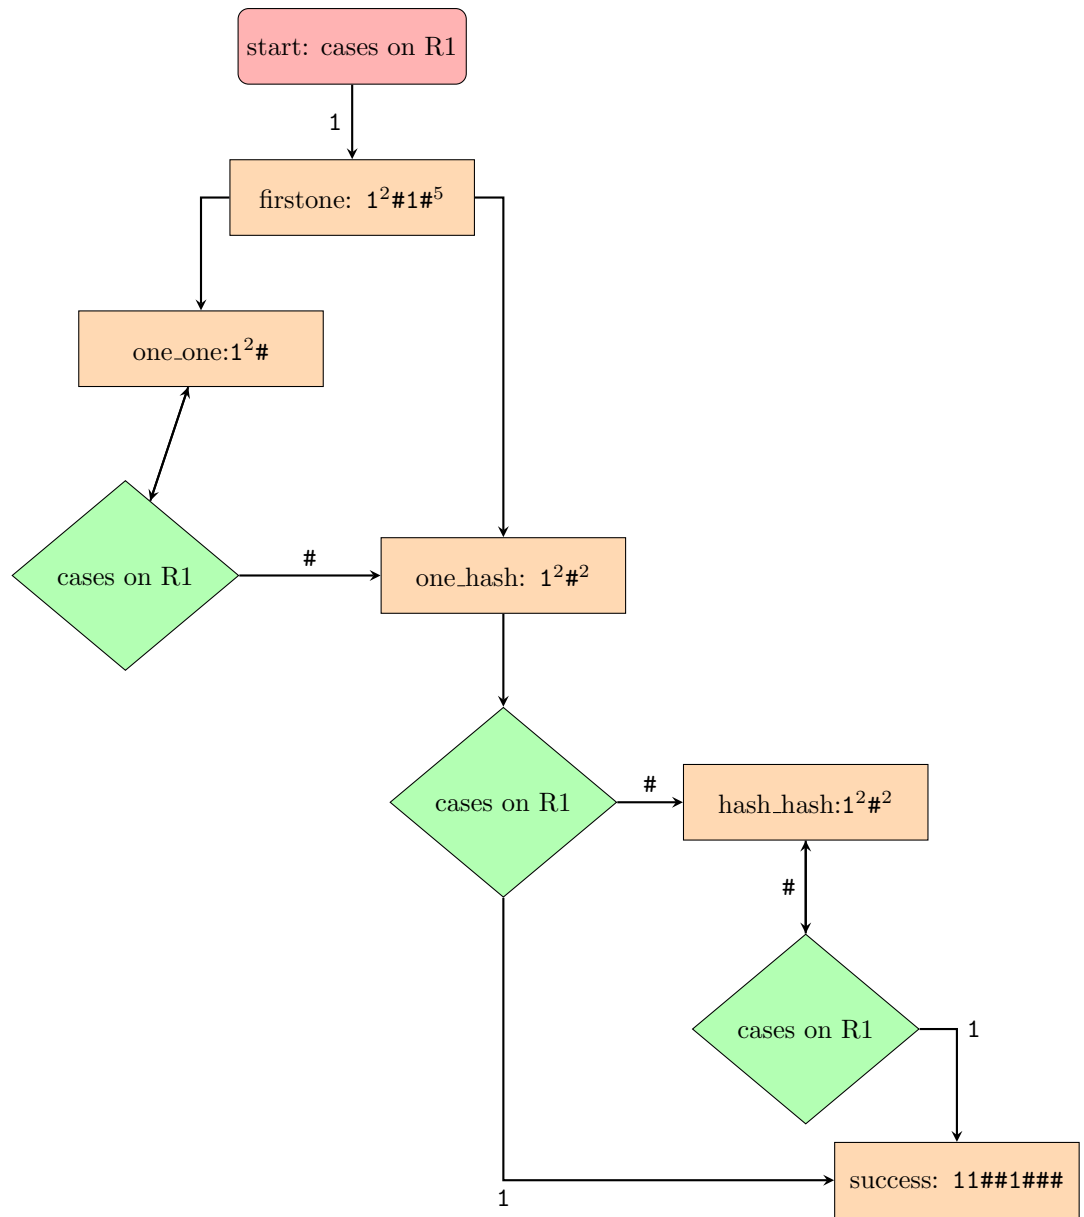 start: cases on R1
1
firstone: 1²#1#⁵
one_one:1²#
cases on R1
#
one_hash: 1²#²
cases on R1
#
hash_hash:1²#²
#
cases on R1
1
success: 11##1###
1